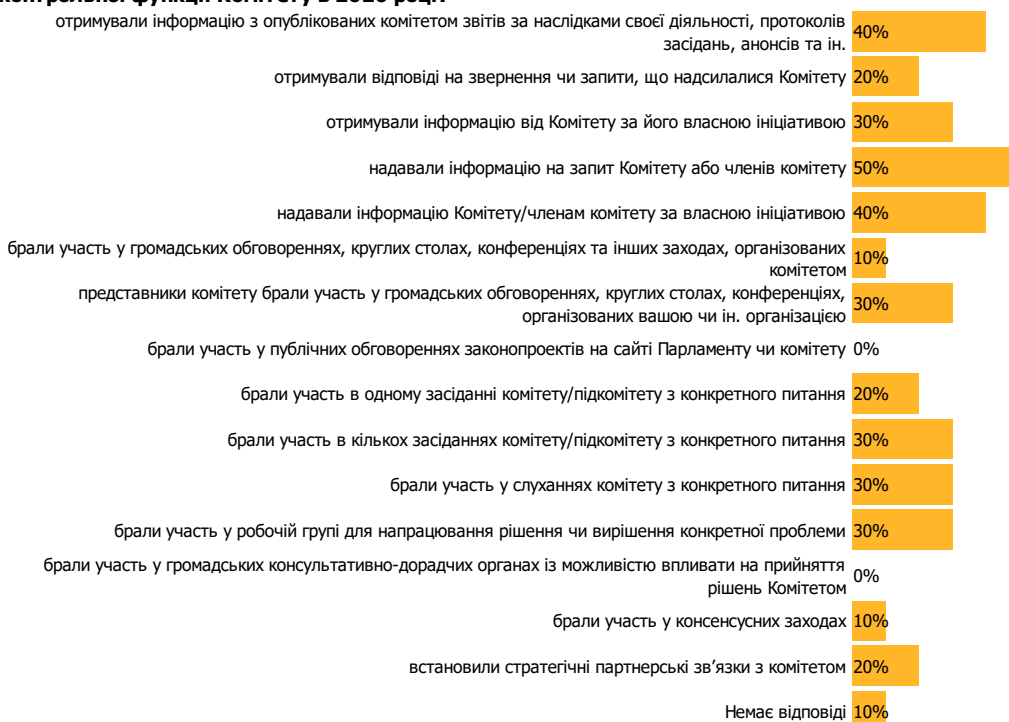 контрольної функції Комітету в 2020 році:
отримували інформацію з опублікованих комітетом звітів за наслідками своєї діяльності, протоколів
засідань, анонсів та ін.
40%
отримували відповіді на звернення чи запити, що надсилалися Комітету 20%
отримували інформацію від Комітету за його власною ініціативою 30%
надавали інформацію на запит Комітету або членів комітету 50%
надавали інформацію Комітету/членам комітету за власною ініціативою 40%
брали участь у громадських обговореннях, круглих столах, конференціях та інших заходах, організованих
комітетом
10%
представники комітету брали участь у громадських обговореннях, круглих столах, конференціях,
організованих вашою чи ін. організацією
30%
брали участь у публічних обговореннях законопроектів на сайті Парламенту чи комітету 0%
брали участь в одному засіданні комітету/підкомітету з конкретного питання 20%
брали участь в кількох засіданнях комітету/підкомітету з конкретного питання 30%
брали участь у слуханнях комітету з конкретного питання 30%
брали участь у робочій групі для напрацювання рішення чи вирішення конкретної проблеми 30%
брали участь у громадських консультативно-дорадчих органах із можливістю впливати на прийняття
рішень Комітетом
0%
брали участь у консенсусних заходах 10%
встановили стратегічні партнерські зв’язки з комітетом 20%
Немає відповіді 10%